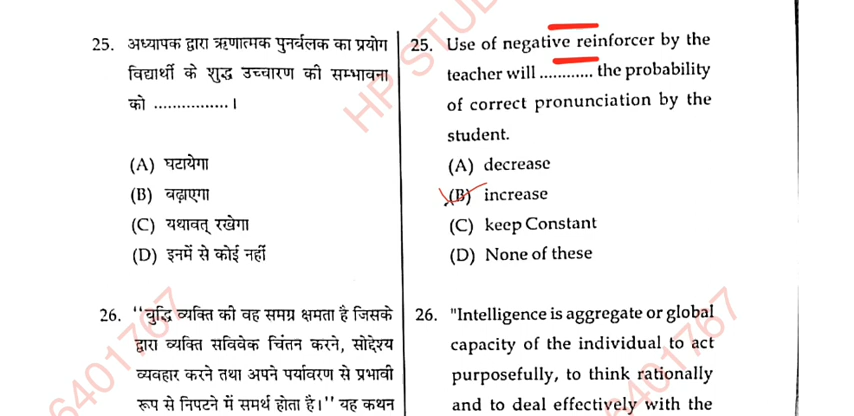 25. अध्यापक द्वारा ऋणात्मक पुनर्बलक का प्रयोग
विद्यार्थी के शुद्ध उच्चारण की सम्भावना
को ................ ।
(A) घटायेगा
(B) बढ़ाएगा
(C) यथावत् रखेगा
(D) इनमें से कोई नहीं
26. ''बुद्धि व्यक्ति की वह समग्र क्षमता है जिसके
द्वारा व्यक्ति सविवेक चिंतन करने, सोद्देश्य
व्यवहार करने तथा अपने पर्यावरण से प्रभावी
रूप से निपटने में समर्थ होता है।'' यह कथन
25. Use of negative reinforcer by the
teacher will ............ the probability
of correct pronunciation by the
student.
(A) decrease
(B) increase
(C) keep Constant
(D) None of these
26. "Intelligence is aggregate or global
capacity of the individual to act
purposefully, to think rationally
and to deal effectively with the
HP STUD
6401767
6401767